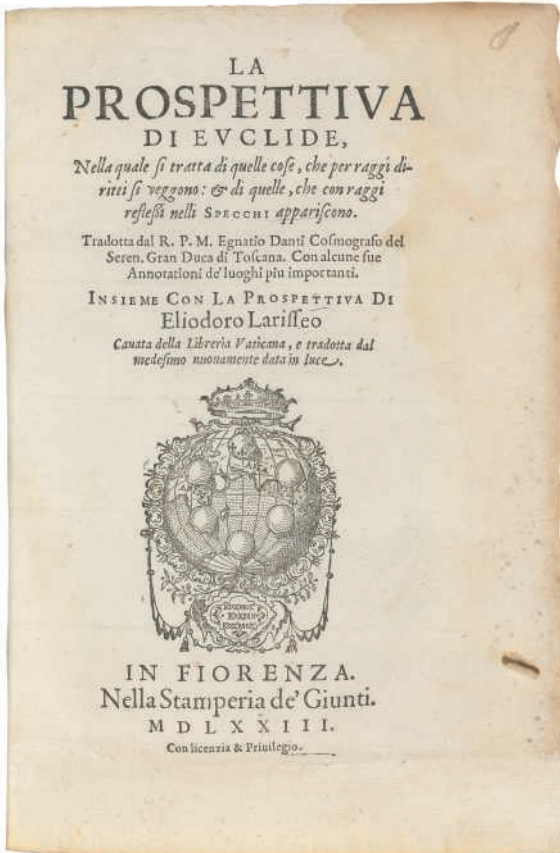 LA
PROSPETTIVA
DI EVCLIDE,
Nella quale ſi tratta di quelle coſe, che per raggi di-
ritti ſi veggono: & di quelle, che con raggi
refleſsi nelli SPECCHI appariſcono.
Tradotta dal R. P. M. Egnatio Danti Coſmografo del
Seren. Gran Duca di Toſcana. Con alcune ſue
Annotationi de' luoghi piu importanti.
INSIEME CON LA PROSPETTIVA DI
Eliodoro Lariſſeo
Cauata della Libreria Vaticana, e tradotta dal
medeſimo nuouamente data in luce.
IN FIORENZA.
Nella Stamperia de' Giunti.
MDLXXIII.
Con licenzia & Priuilegio.